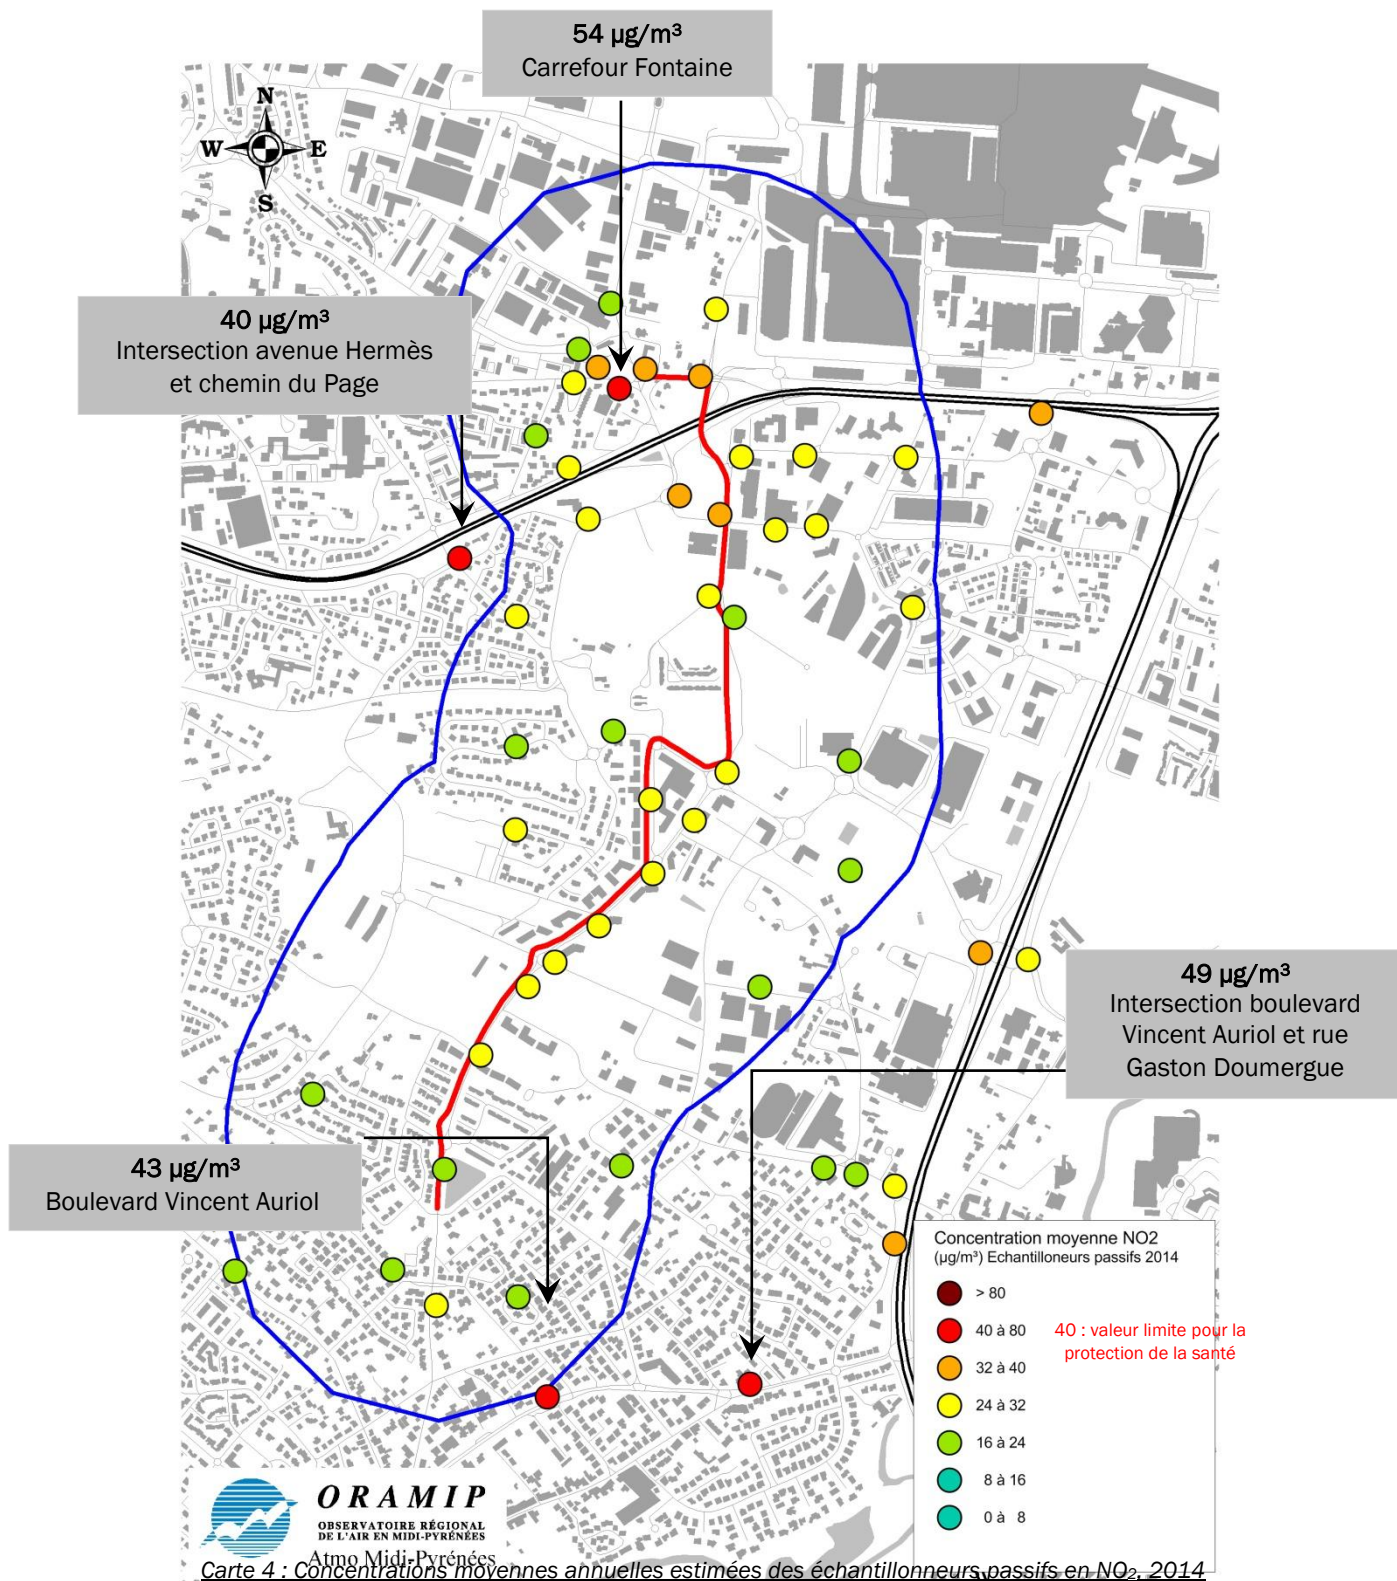 54 µg/m³
Carrefour Fontaine
N
W E
S
40 µg/m³
Intersection avenue Hermès
et chemin du Page
49 µg/m³
Intersection boulevard
Vincent Auriol et rue
Gaston Doumergue
43 µg/m³
Boulevard Vincent Auriol
Concentration moyenne NO2
(µg/m³) Echantilloneurs passifs 2014
> 80
40 à 80
40 : valeur limite pour la
protection de la santé
32 à 40
24 à 32
16 à 24
8 à 16
0 à 8
ORAMIP
OBSERVATOIRE RÉGIONAL
DE L'AIR EN MIDI-PYRÉNÉES
Atmo Midi-Pyrénées
Carte 4 : Concentrations moyennes annuelles estimées des échantillonneurs passifs en NO₂, 2014